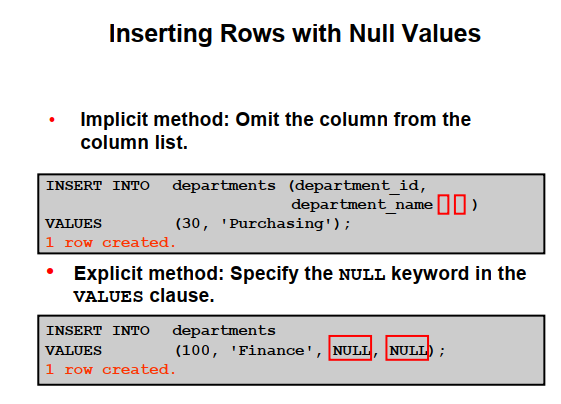 Inserting Rows with Null Values
• Implicit method: Omit the column from the
column list.
INSERT INTO departments (department_id,
department_name )
VALUES (30, 'Purchasing');
1 row created.
• Explicit method: Specify the NULL keyword in the
VALUES clause.
INSERT INTO departments
VALUES (100, 'Finance', NULL, NULL);
1 row created.